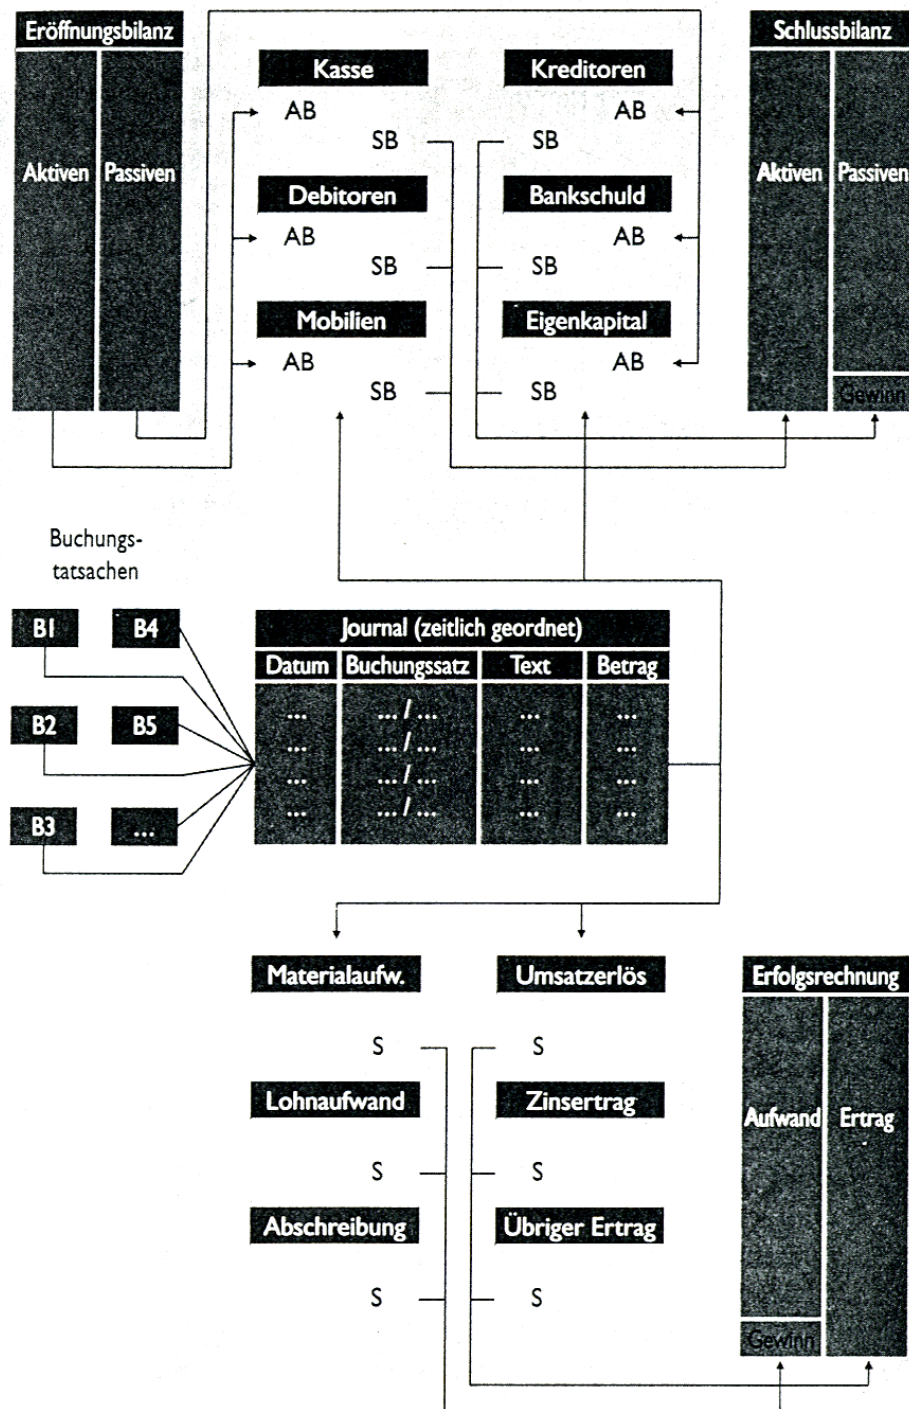 Eröffnungsbilanz
Aktiven Passiven
Kasse
AB
SB
Debitoren
AB
SB
Mobilien
AB
SB
Kreditoren
AB
SB
Bankschuld
AB
SB
Eigenkapital
AB
SB
Schlussbilanz
Aktiven Passiven
Gewinn
Buchungs-
tatsachen
B1 B4
B2 B5
B3 ...
Journal (zeitlich geordnet)
Datum Buchungssatz Text Betrag
... ... / ... ... ...
... ... / ... ... ...
... ... / ... ... ...
... ... / ... ... ...
Materialaufw.
S
Lohnaufwand
S
Abschreibung
S
Umsatzerlös
S
Zinsertrag
S
Übriger Ertrag
S
Erfolgsrechnung
Aufwand Ertrag
Gewinn